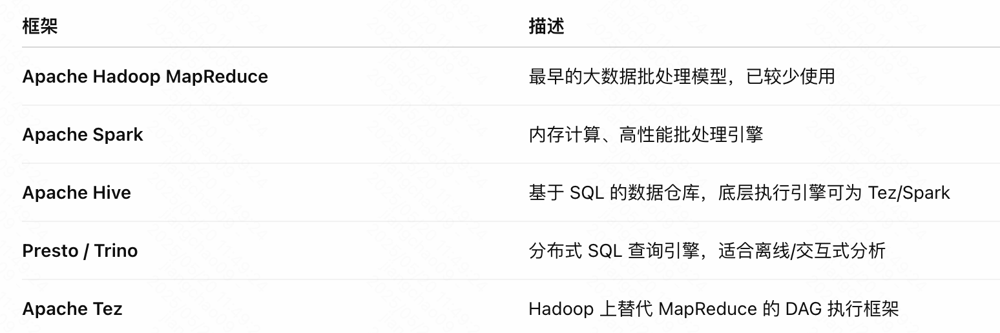 框架 描述
Apache Hadoop MapReduce 最早的大数据批处理模型，已较少使用
Apache Spark 内存计算、高性能批处理引擎
Apache Hive 基于 SQL 的数据仓库，底层执行引擎可为 Tez/Spark
Presto / Trino 分布式 SQL 查询引擎，适合离线/交互式分析
Apache Tez Hadoop 上替代 MapReduce 的 DAG 执行框架